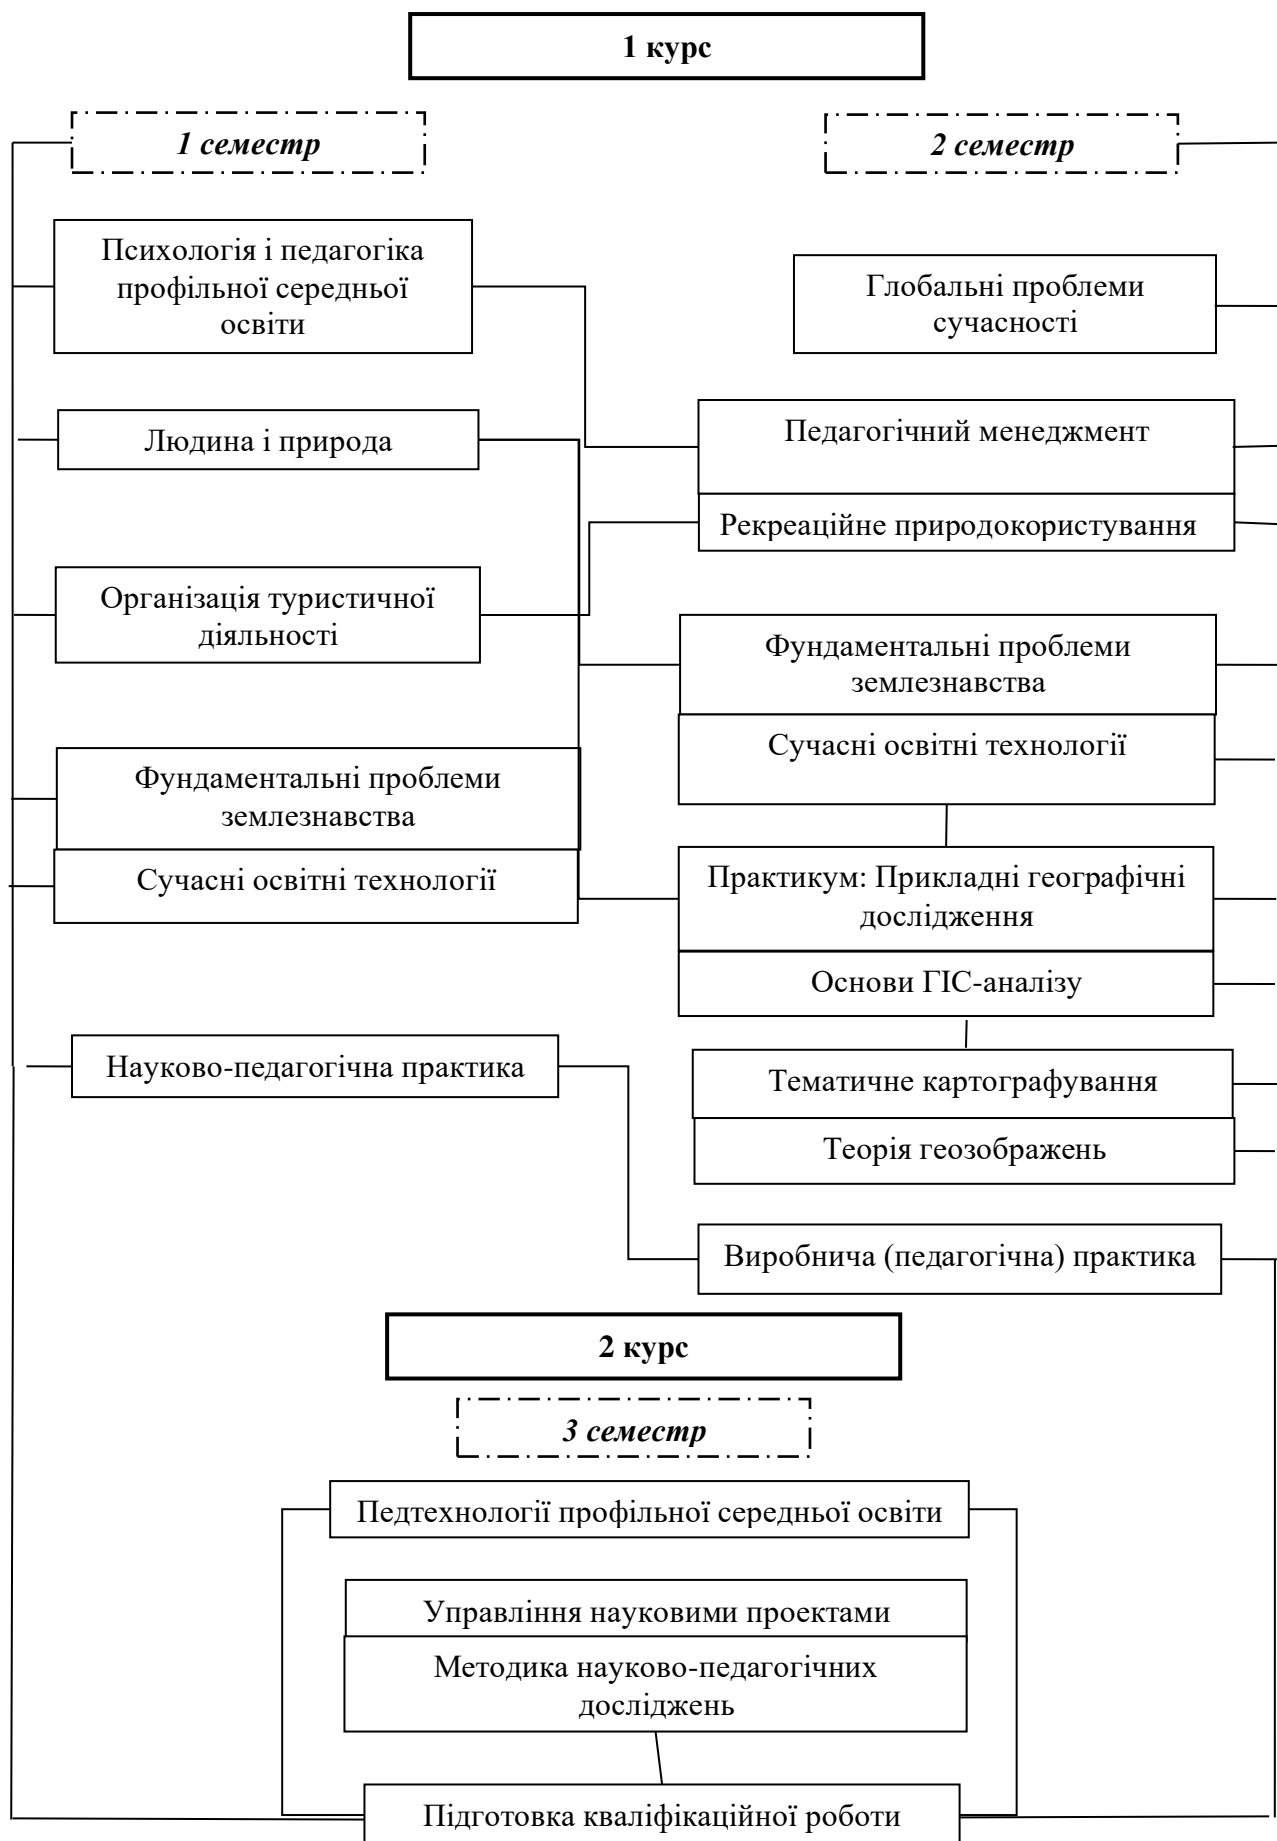 1 курс
1 семестр
2 семестр
Психологія і педагогіка
профільної середньої
освіти
Глобальні проблеми
сучасності
Людина і природа
Педагогічний менеджмент
Рекреаційне природокористування
Організація туристичної
діяльності
Фундаментальні проблеми
землезнавства
Сучасні освітні технології
Фундаментальні проблеми
землезнавства
Сучасні освітні технології
Практикум: Прикладні географічні
дослідження
Основи ГІС-аналізу
Науково-педагогічна практика
Тематичне картографування
Теорія геозображень
Виробнича (педагогічна) практика
2 курс
3 семестр
Педтехнології профільної середньої освіти
Управління науковими проектами
Методика науково-педагогічних
досліджень
Підготовка кваліфікаційної роботи